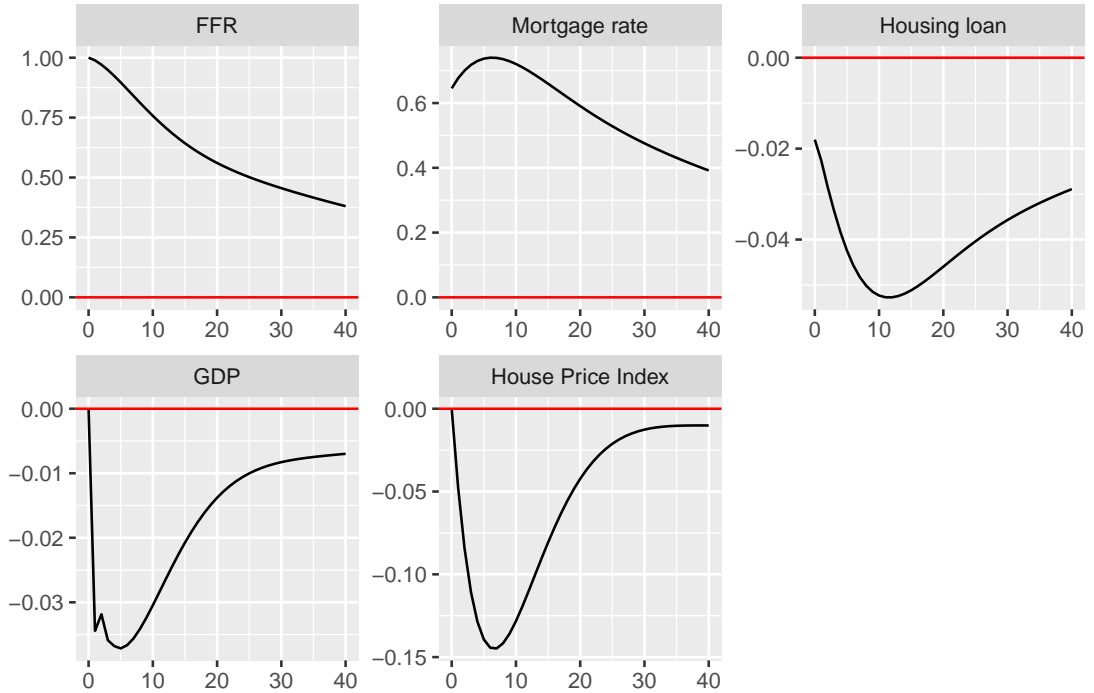 FFR
1.00
0.75
0.50
0.25
0.00
0 10 20 30 40
Mortgage rate
0.6
0.4
0.2
0.0
0 10 20 30 40
Housing loan
0.00
−0.02
−0.04
0 10 20 30 40
GDP
0.00
−0.01
−0.02
−0.03
0 10 20 30 40
House Price Index
0.00
−0.05
−0.10
−0.15
0 10 20 30 40